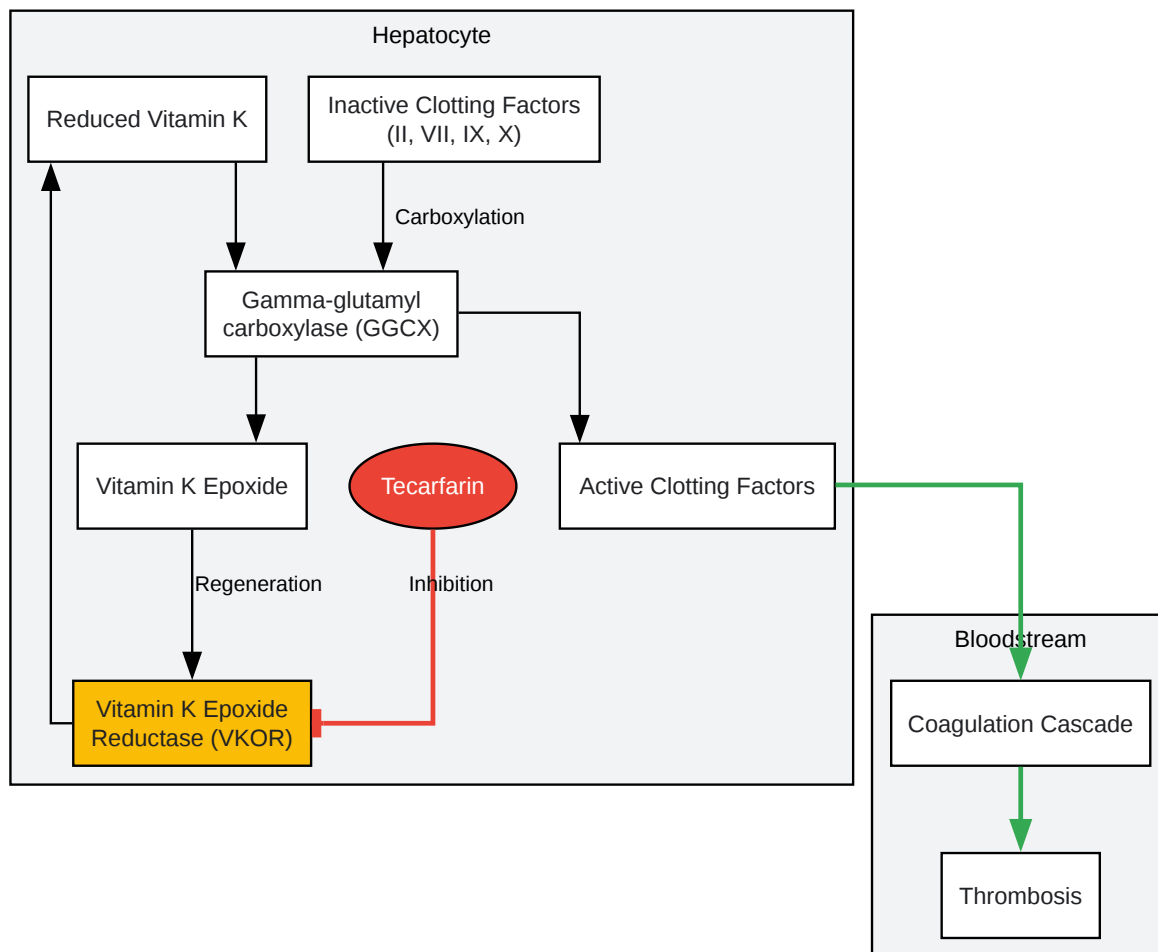 Hepatocyte
Reduced Vitamin K
Inactive Clotting Factors
(II, VII, IX, X)
Carboxylation
Gamma-glutamyl
carboxylase (GGCX)
Vitamin K Epoxide
Tecarfarin
Active Clotting Factors
Regeneration
Inhibition
Bloodstream
Vitamin K Epoxide
Reductase (VKOR)
Coagulation Cascade
Thrombosis